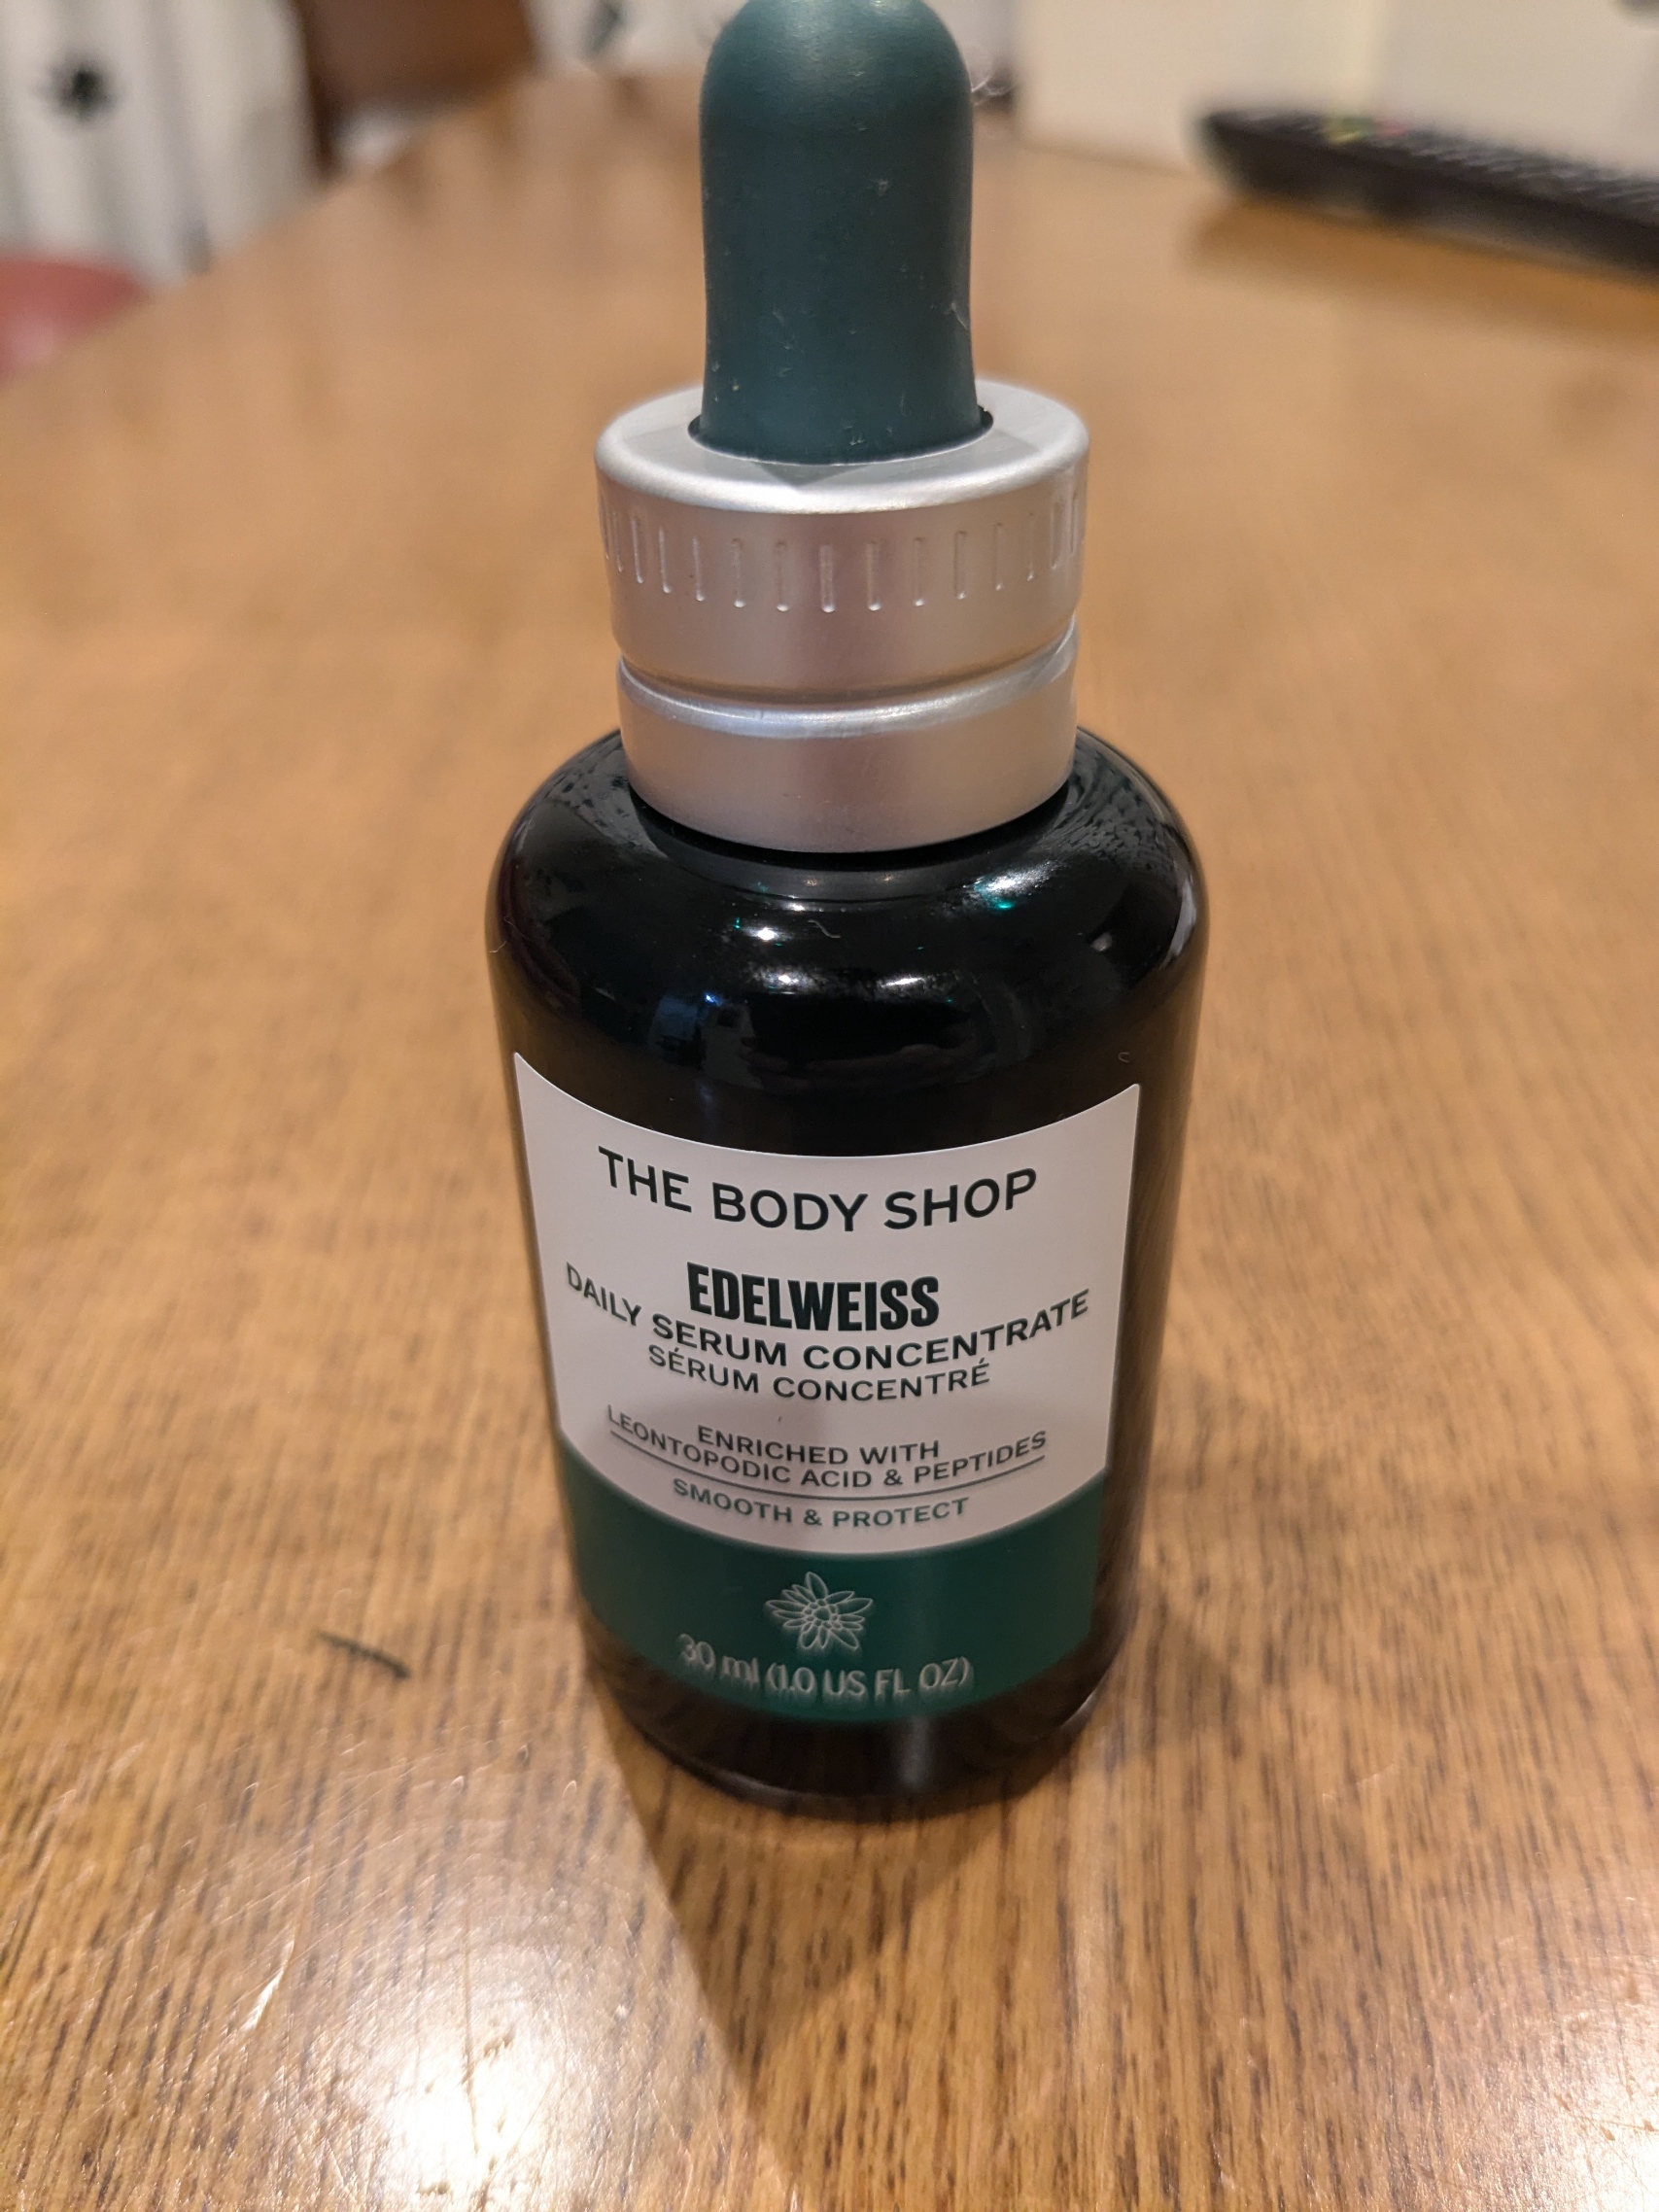 THE BODY SHOP
EDELWEISS
DAILY SERUM CONCENTRATE
SÉRUM CONCENTRÉ
ENRICHED WITH
LEONTOPODIC ACID & PEPTIDES
SMOOTH & PROTECT
30 ml (1.0 US FL OZ)